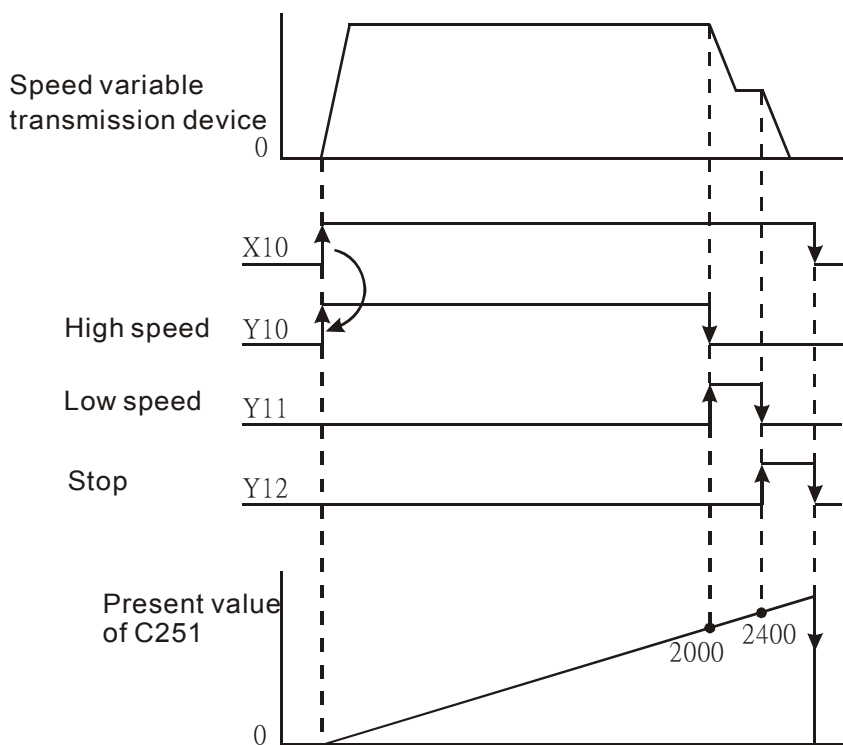 Speed variable
transmission device
0
X10
High speed Y10
Low speed Y11
Stop Y12
Present value
of C251
2000 2400
0